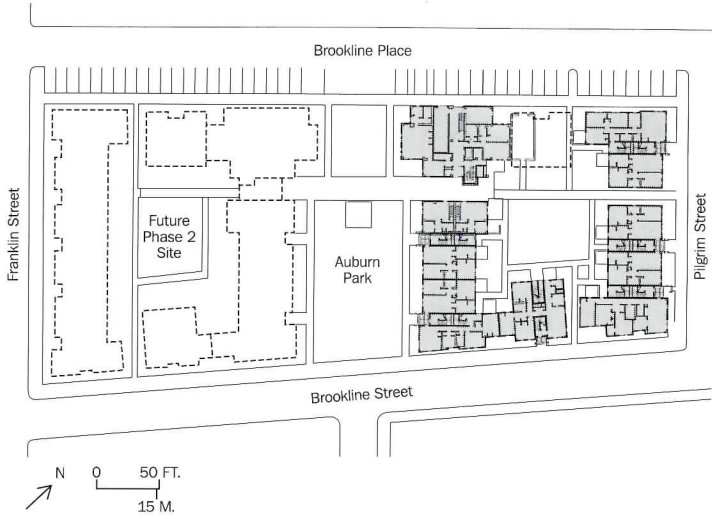 Brookline Place
Franklin Street
Future
Phase 2
Site
Auburn
Park
Pilgrim Street
Brookline Street
N
0 50 FT.
15 M.